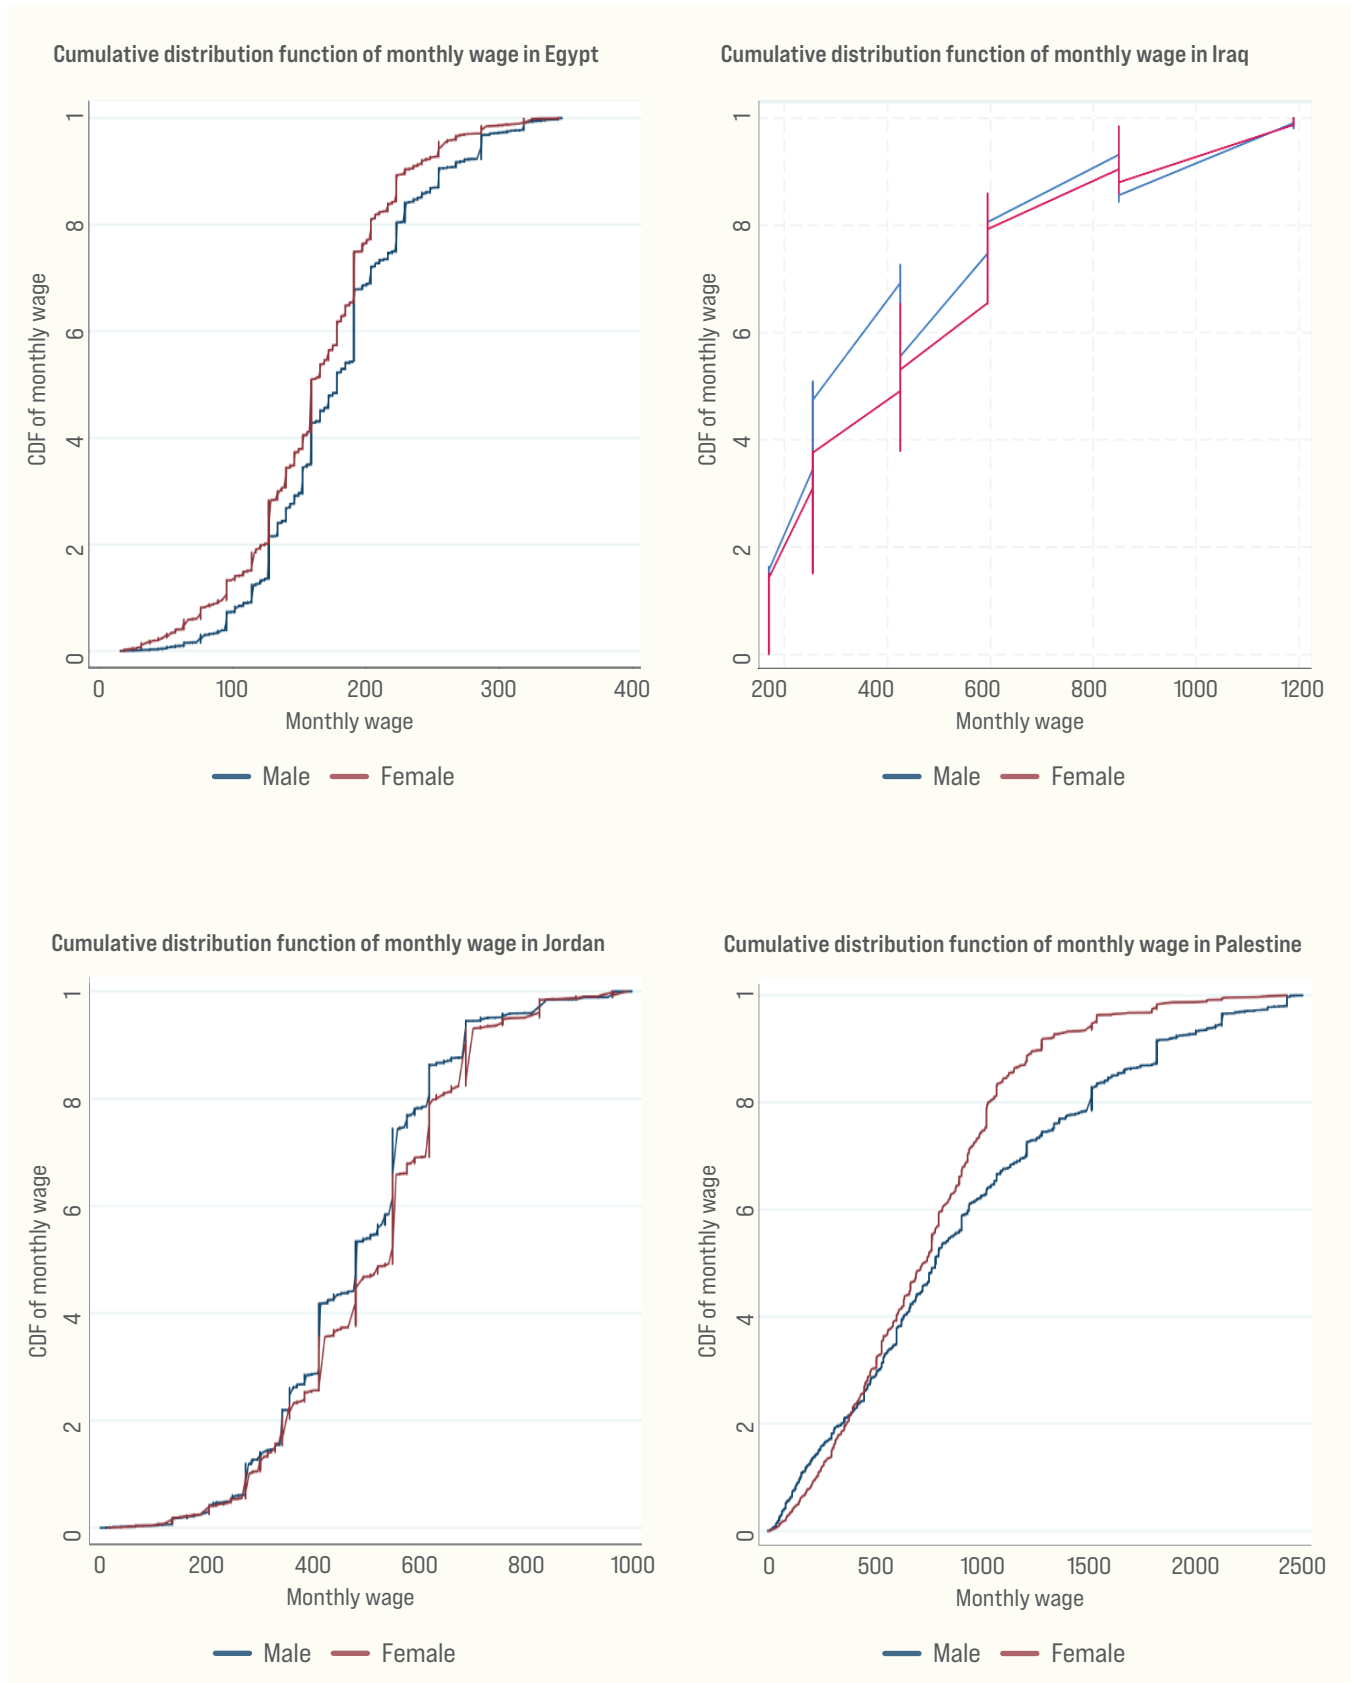 Cumulative distribution function of monthly wage in Egypt
CDF of monthly wage
1
8
6
4
2
0
0 100 200 300 400
Monthly wage
Male Female
Cumulative distribution function of monthly wage in Iraq
CDF of monthly wage
1
8
6
4
2
0
200 400 600 800 1000 1200
Monthly wage
Male Female
Cumulative distribution function of monthly wage in Jordan
CDF of monthly wage
1
8
6
4
2
0
0 200 400 600 800 1000
Monthly wage
Male Female
Cumulative distribution function of monthly wage in Palestine
CDF of monthly wage
1
8
6
4
2
0
0 500 1000 1500 2000 2500
Monthly wage
Male Female